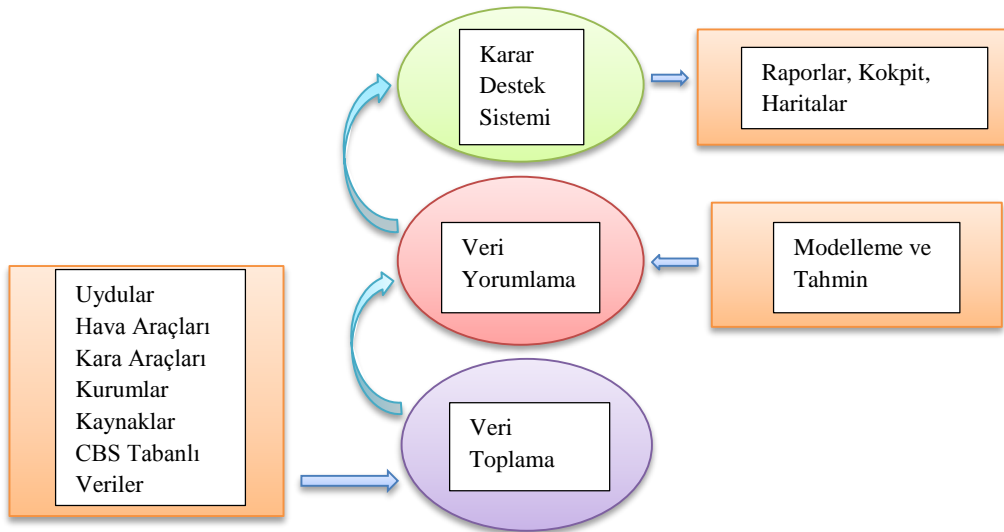 Karar
Destek
Sistemi
Raporlar, Kokpit,
Haritalar
Veri
Yorumlama
Modelleme ve
Tahmin
Uydular
Hava Araçları
Kara Araçları
Kurumlar
Kaynaklar
CBS Tabanlı
Veriler
Veri
Toplama